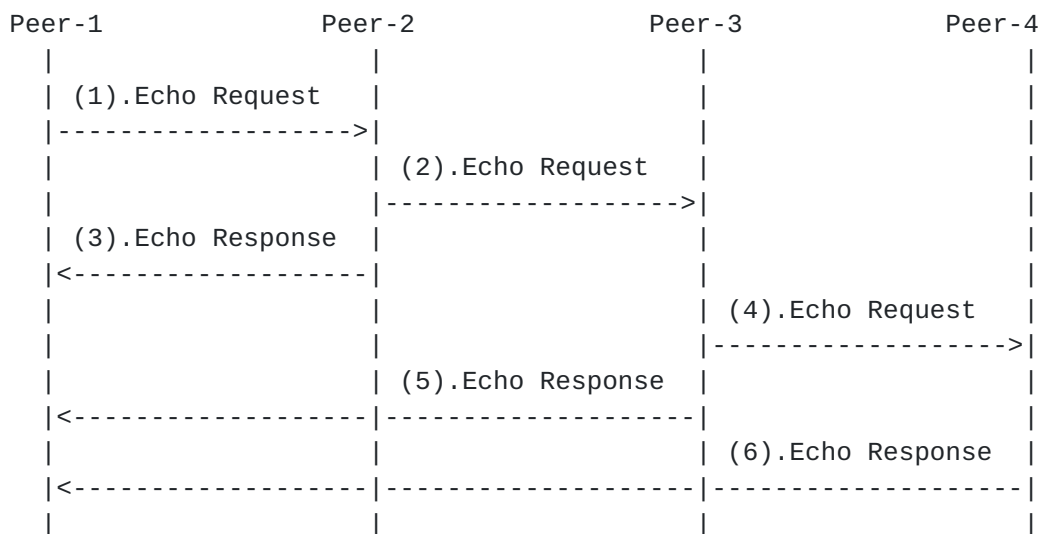 Peer-1 Peer-2 Peer-3 Peer-4
(1).Echo Request
(2).Echo Request
(3).Echo Response
(4).Echo Request
(5).Echo Response
(6).Echo Response